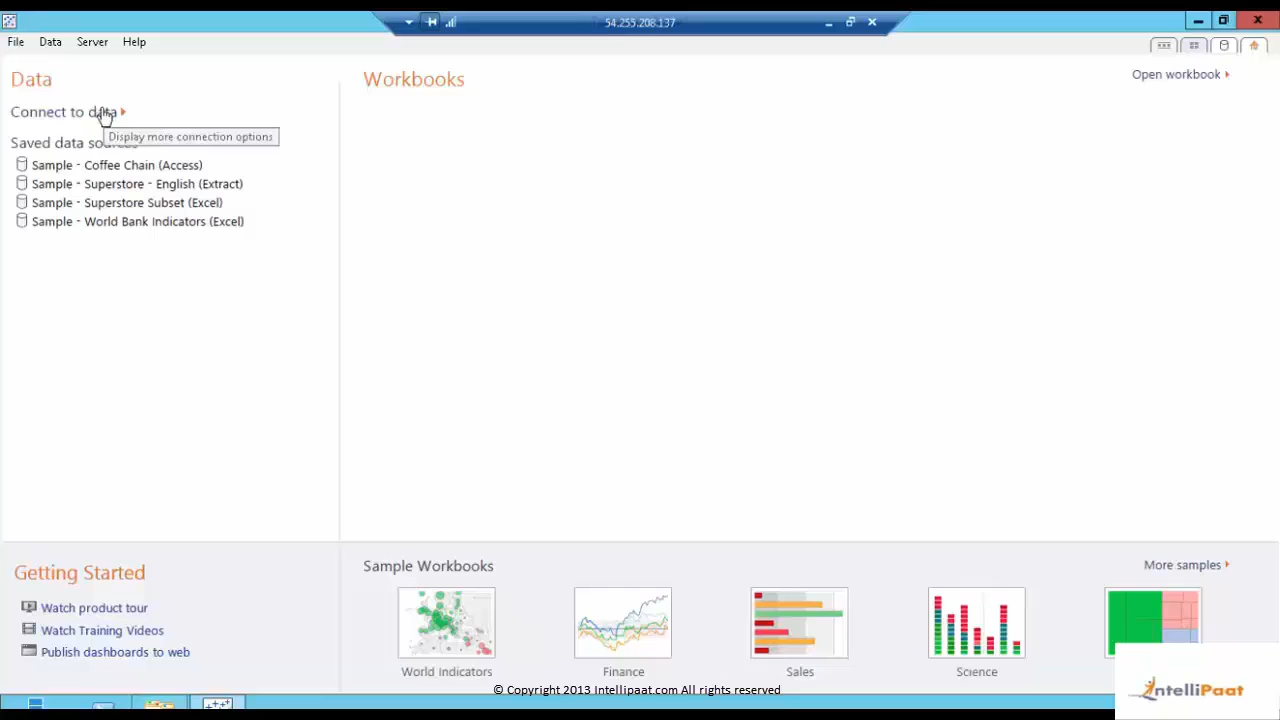 54.255.208.137
File Data Server Help
Data
Connect to data
Display more connection options
Saved data sources
Sample - Coffee Chain (Access)
Sample - Superstore - English (Extract)
Sample - Superstore Subset (Excel)
Sample - World Bank Indicators (Excel)
Workbooks
Open workbook
Getting Started
Watch product tour
Watch Training Videos
Publish dashboards to web
Sample Workbooks
More samples
World Indicators
Finance
Sales
Science
© Copyright 2013 Intellipaat.com All rights reserved
IntelliPaat